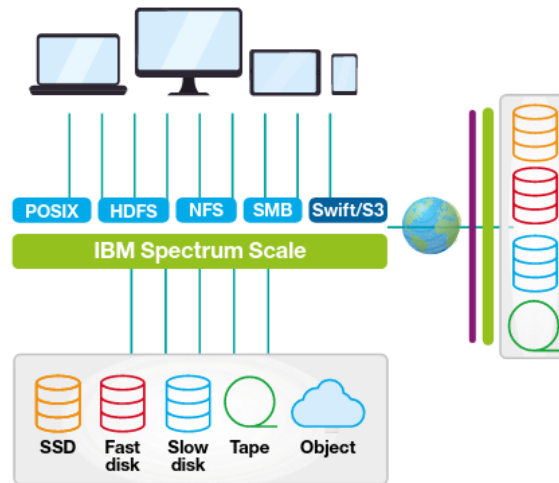 POSIX HDFS NFS SMB Swift/S3
IBM Spectrum Scale
SSD Fast disk Slow disk Tape Object